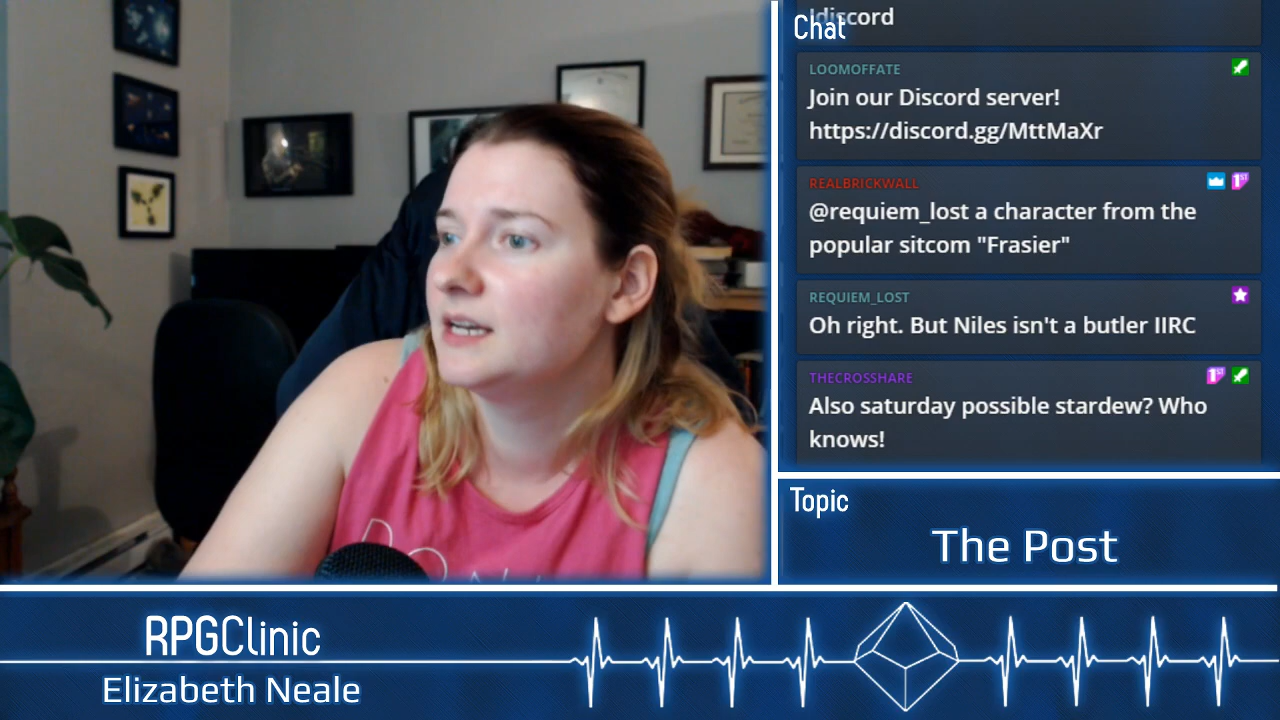 !discord
Chat
LOOMOFFATE
Join our Discord server!
https://discord.gg/MttMaXr
REALBRICKWALL
1ST
@requiem_lost a character from the
popular sitcom "Frasier"
REQUIEM_LOST
Oh right. But Niles isn't a butler IIRC
THECROSSHARE
1ST
Also saturday possible stardew? Who
knows!
Topic
The Post
RPGClinic
Elizabeth Neale